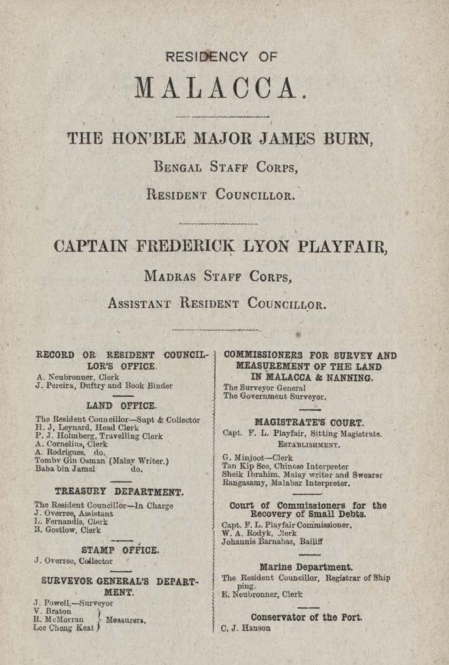 RESIDENCY OF
MALACCA.
THE HON'BLE MAJOR JAMES BURN,
BENGAL STAFF CORPS,
RESIDENT COUNCILLOR.
CAPTAIN FREDERICK LYON PLAYFAIR,
MADRAS STAFF CORPS,
ASSISTANT RESIDENT COUNCILLOR.
RECORD OR RESIDENT COUNCIL-
LOR'S OFFICE.
A. Neubronner, Clerk
J. Pereira, Duftry and Book Binder
LAND OFFICE.
The Resident Councillor—Supt & Collector
H. J, Leynard, Head Clerk
P. J. Holmberg, Travelling Clerk
A. Cornelius, Clerk
A. Rodrigues, do.
Tomby Gin Osman (Malay Writer.)
Baba bin Jamal do.
TREASURY DEPARTMENT.
The Resident Councillor—In Charge
J. Overree, Assistant
L. Fernandis, Clerk
B. Gostlow, Clerk
STAMP OFFICE.
J. Overree, Collector
SURVEYOR GENERAL'S DEPART-
MENT.
J. Powell,—Surveyor
V. Braton
R. McMorran } Measurers.
Lee Cheng Keat
COMMISSIONERS FOR SURVEY AND
MEASUREMENT OF THE LAND
IN MALACCA & NANNING.
The Surveyor General
The Government Surveyor.
MAGISTRATE'S COURT.
Capt. F. L. Playfair, Sitting Magistrate.
ESTABLISHMENT.
G. Minjoot—Clerk
Tan Kip Seo, Chinese Interpreter
Sheik Ibrahim, Malay writer and Swearer
Rangasamy, Malabar Interpreter.
Court of Commissioners for the
Recovery of Small Debts.
Capt. F. L. Playfair Commissioner.
W. A. Rodyk, Clerk
Johannis Barnabas, Bailiff
Marine Department.
The Resident Councillor, Registrar of Ship
ping.
E. Neubronner, Clerk
Conservator of the Port.
C. J. Hanson